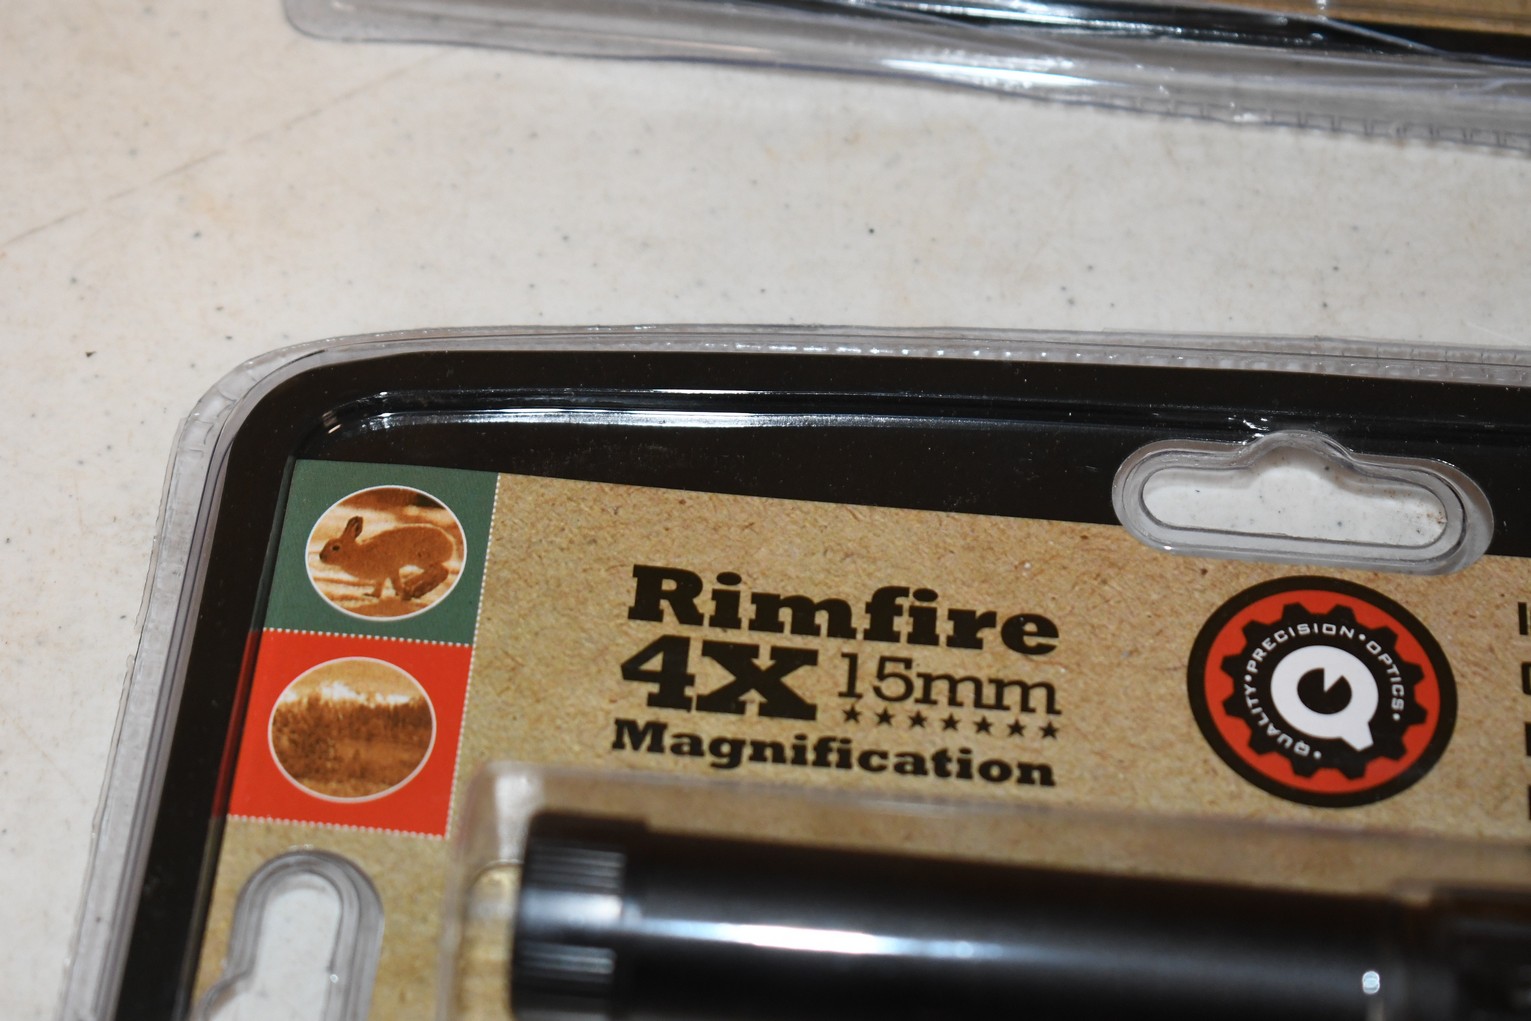 Rimfire
4X 15mm
Magnification
QUALITY • PRECISION • OPTICS •